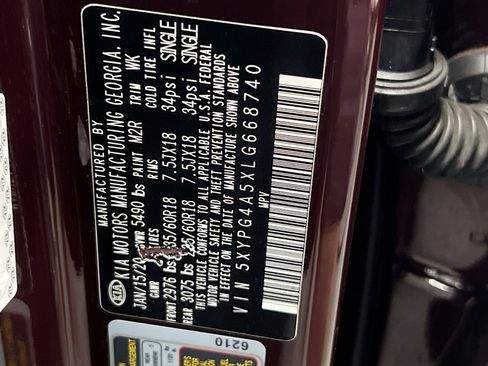 MANUFACTURED BY
KIA KIA MOTORS MANUFACTURING GEORGIA, INC.
JAN/15/20 GVWR 5490 lbs PAINT M2R TRIM WK
GAWR TIRES RIMS COLD TIRE INFL
FRONT 2976 lbs 235/60R18 7.5JX18 34psi SINGLE
REAR 3075 lbs 235/60R18 7.5JX18 34psi SINGLE
THIS VEHICLE CONFORMS TO ALL APPLICABLE U.S.A. FEDERAL
MOTOR VEHICLE SAFETY AND THEFT PREVENTION STANDARDS
IN EFFECT ON THE DATE OF MANUFACTURE SHOWN ABOVE
VIN 5XYPG4A5XLG668740
MPV
6210